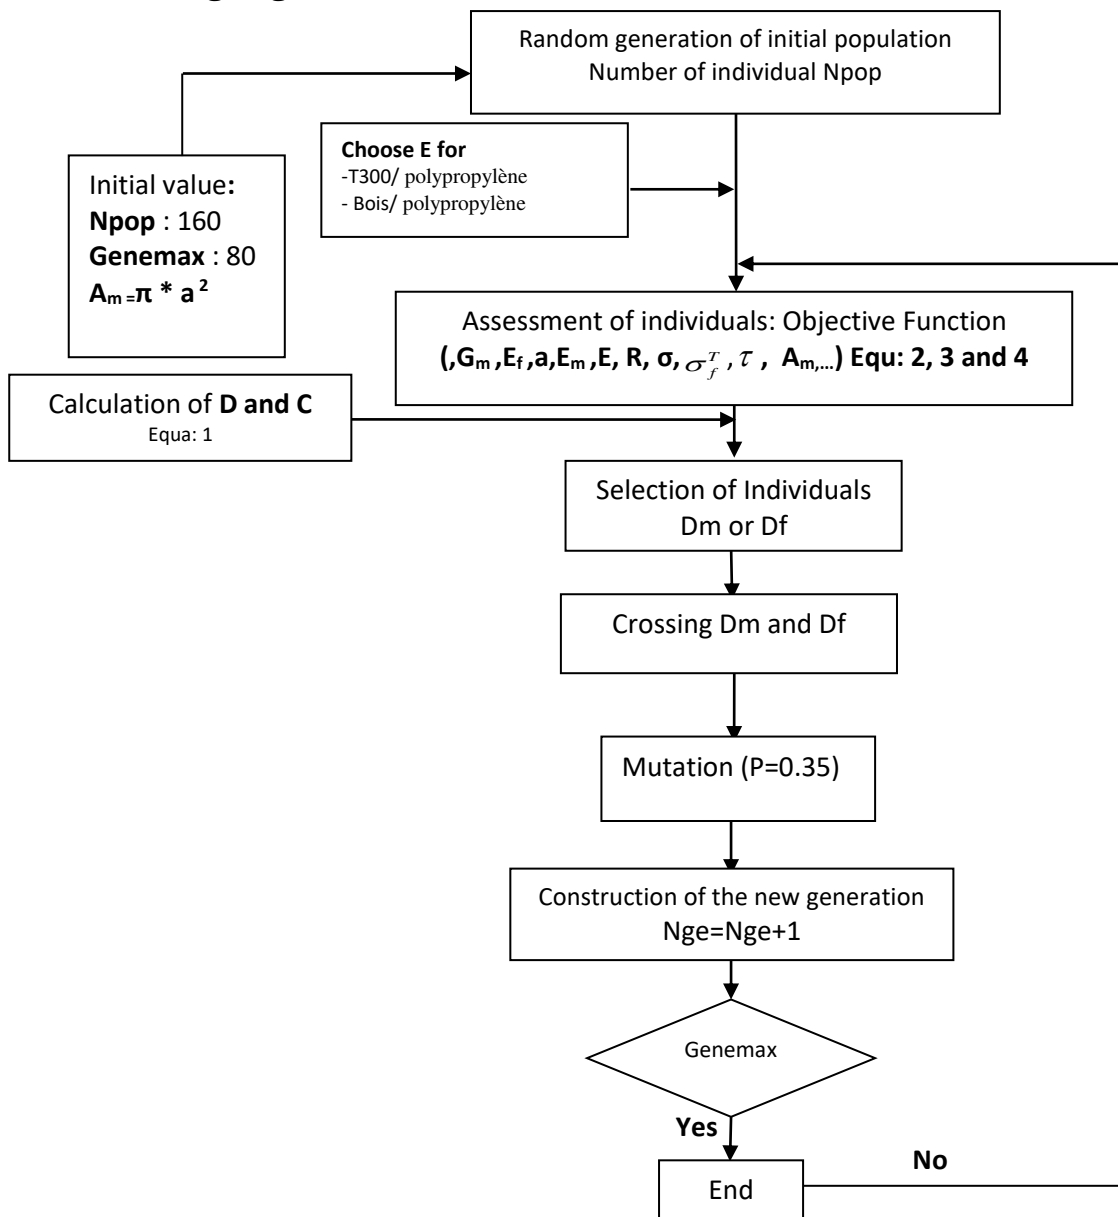 Random generation of initial population
Number of individual Npop
Choose E for
-T300/ polypropylène
- Bois/ polypropylène
Initial value:
Npop : 160
Genemax : 80
Am =π * a 2
Assessment of individuals: Objective Function
(,Gm ,Ef ,a,Em ,E, R, σ, σfT , τ , Am,...) Equ: 2, 3 and 4
Calculation of D and C
Equa: 1
Selection of Individuals
Dm or Df
Crossing Dm and Df
Mutation (P=0.35)
Construction of the new generation
Nge=Nge+1
Genemax
Yes
No
End